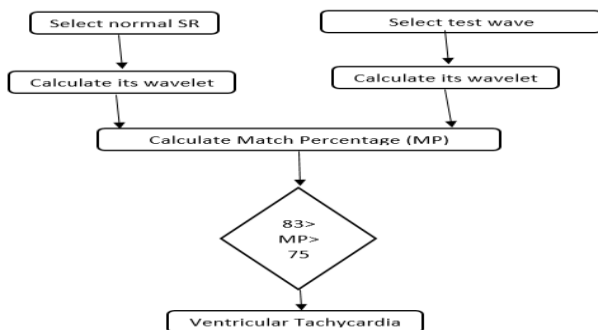 Select normal SR
Select test wave
Calculate its wavelet
Calculate its wavelet
Calculate Match Percentage (MP)
83>
MP>
75
Ventricular Tachycardia